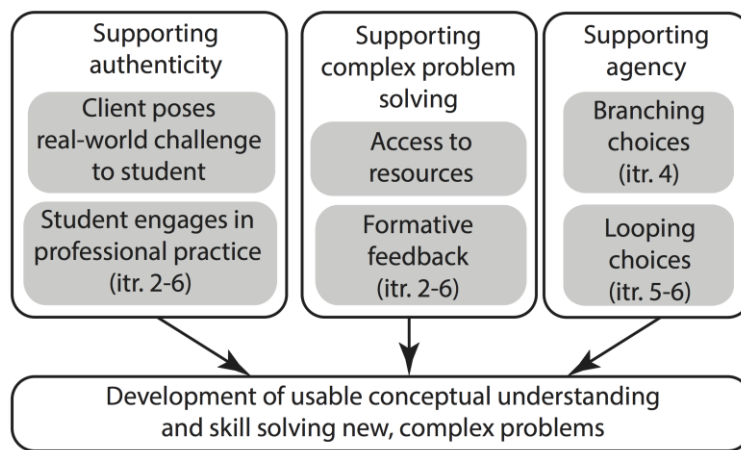 Supporting
authenticity
Client poses
real-world challenge
to student
Student engages in
professional practice
(itr. 2-6)
Supporting
complex problem
solving
Access to
resources
Formative
feedback
(itr. 2-6)
Supporting
agency
Branching
choices
(itr. 4)
Looping
choices
(itr. 5-6)
Development of usable conceptual understanding
and skill solving new, complex problems